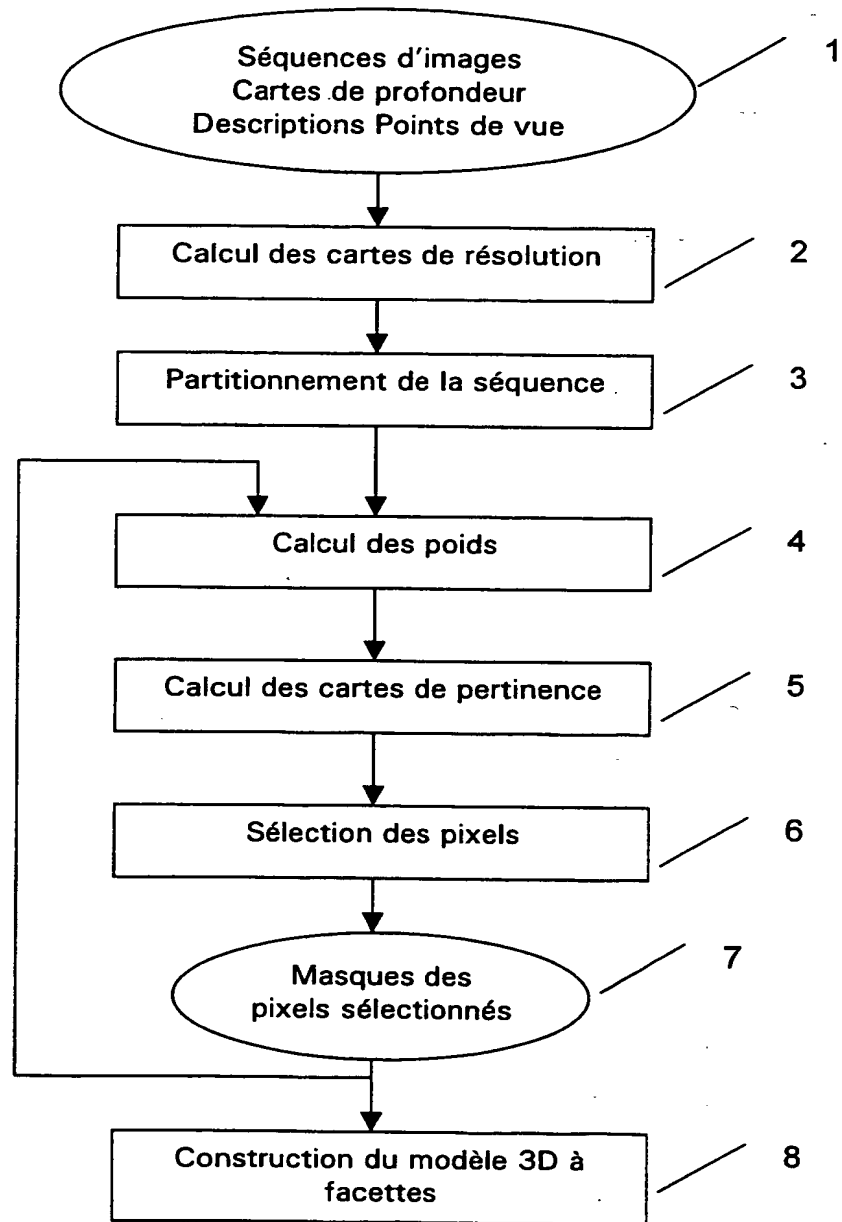 Séquences d'images
Cartes de profondeur
Descriptions Points de vue
1
Calcul des cartes de résolution
2
Partitionnement de la séquence
3
Calcul des poids
4
Calcul des cartes de pertinence
5
Sélection des pixels
6
Masques des
pixels sélectionnés
7
Construction du modèle 3D à
facettes
8